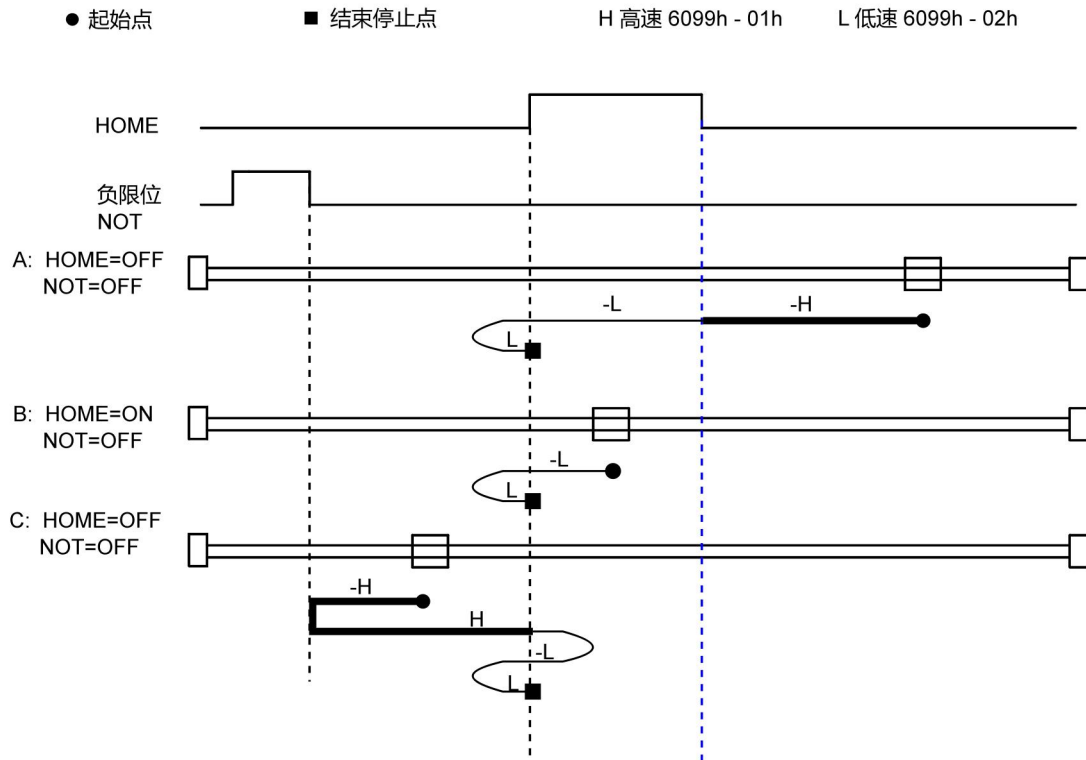 ● 起始点 ■ 结束停止点 H 高速 6099h - 01h L 低速 6099h - 02h
HOME
负限位
NOT
A: HOME=OFF
NOT=OFF
-L -H
L
B: HOME=ON
NOT=OFF
-L
L
C: HOME=OFF
NOT=OFF
-H
H
-L
L